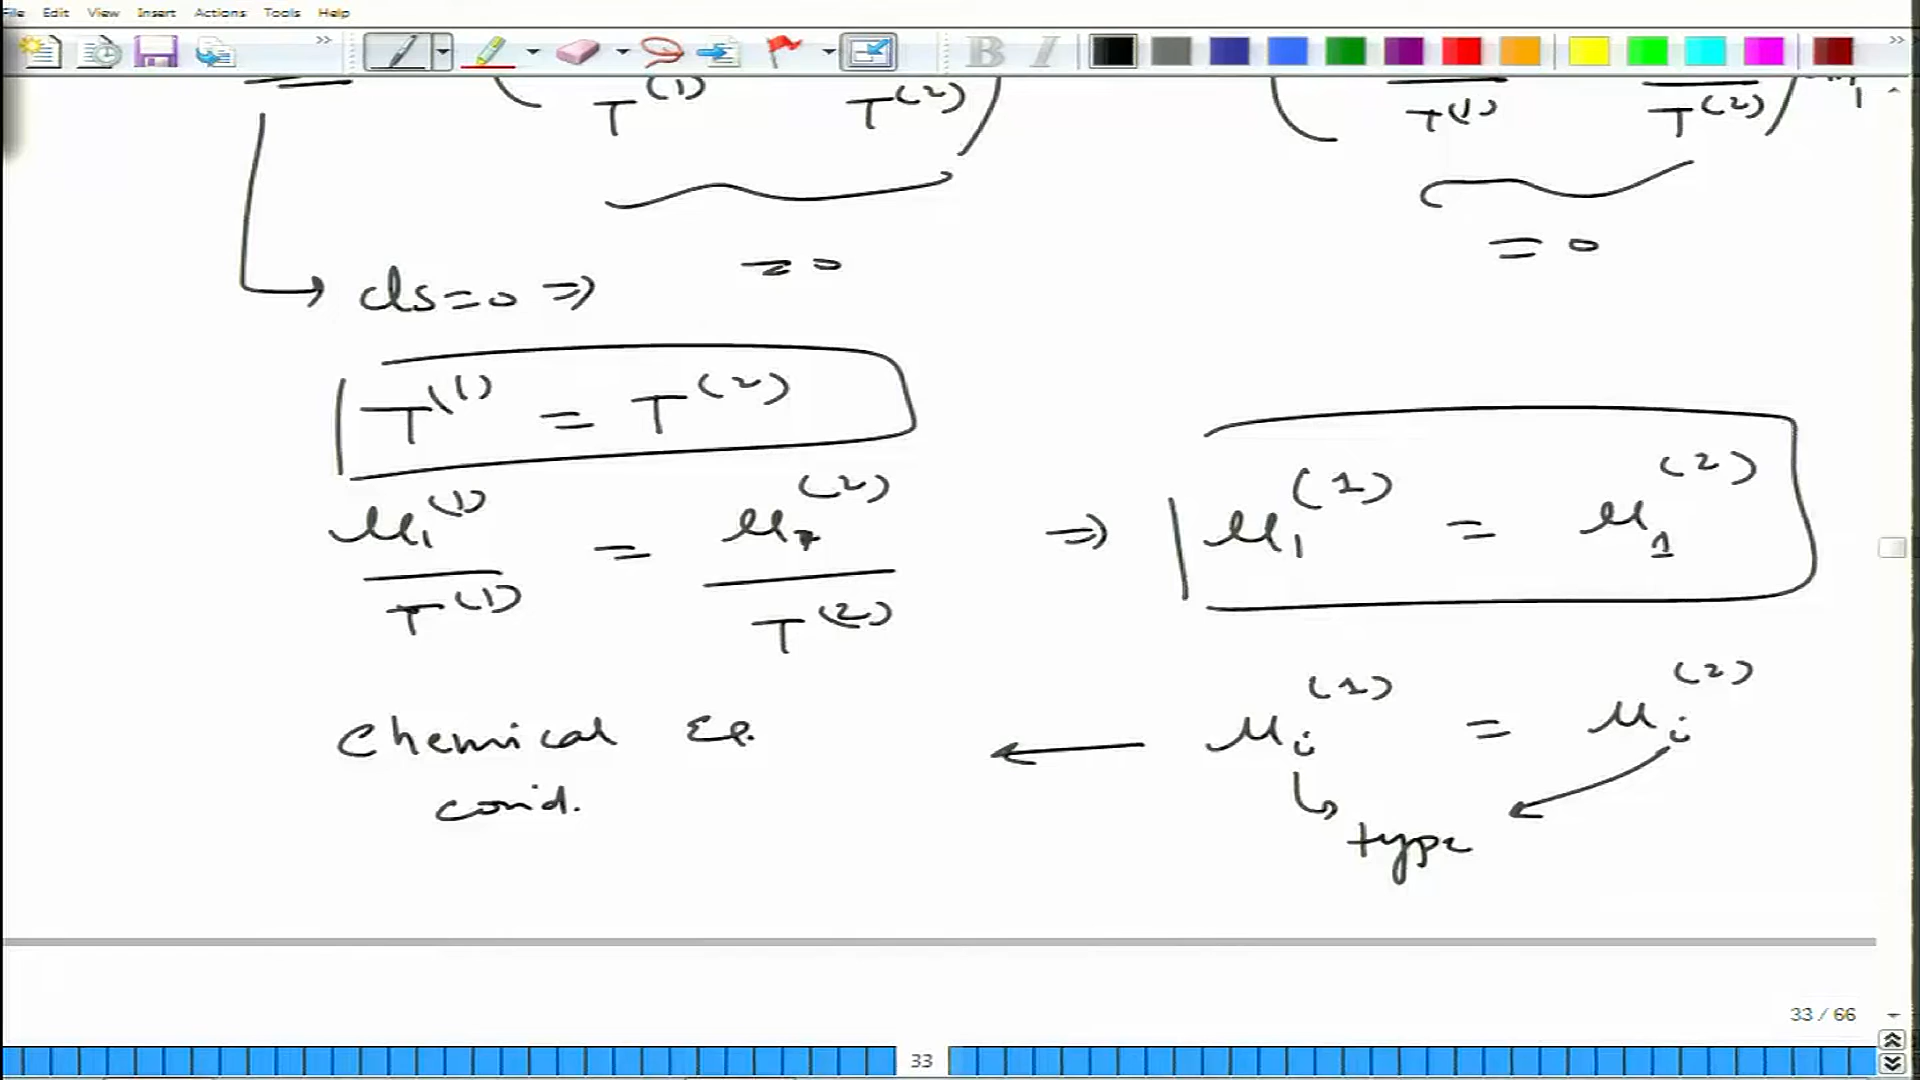 File Edit View Insert Actions Tools Help
B I
T^(1) T^(2) T^(1) T^(2)
= 0 = 0
ds=0 ⇒
T^(1) = T^(2)
μ₁^(1)/T^(1) = μ₁^(2)/T^(2) ⇒ μ₁^(1) = μ₁^(2)
μᵢ^(1) = μᵢ^(2)
chemical Eq. ←
cond.
type
33 / 66
33